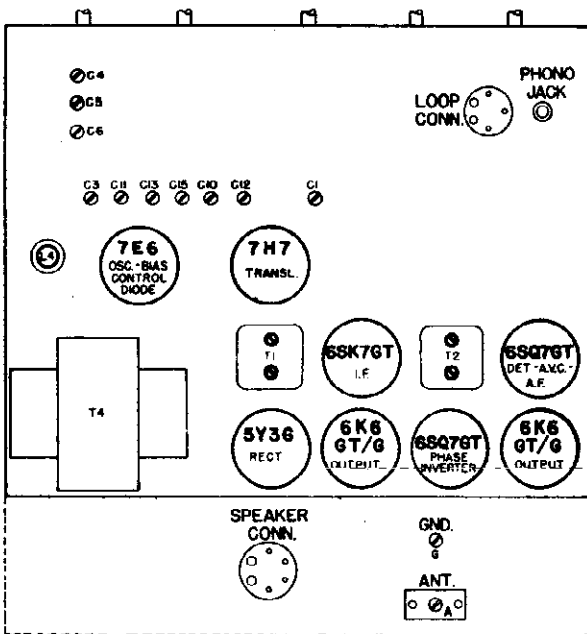 C4
C5
C6
LOOP
CONN.
PHONO
JACK
C3 C11 C13 C15 C10 C12 C1
L4
7E6
OSC.-BIAS
CONTROL
DIODE
7H7
TRANSL.
T1
6SK7GT
I.F.
T2
6SQ7GT
DET-A.V.C.-
A.F.
T4
5Y3G
RECT
6K6
GT/G
OUTPUT
6SQ7GT
PHASE
INVERTER
6K6
GT/G
OUTPUT
SPEAKER
CONN.
GND.
G
ANT.
A